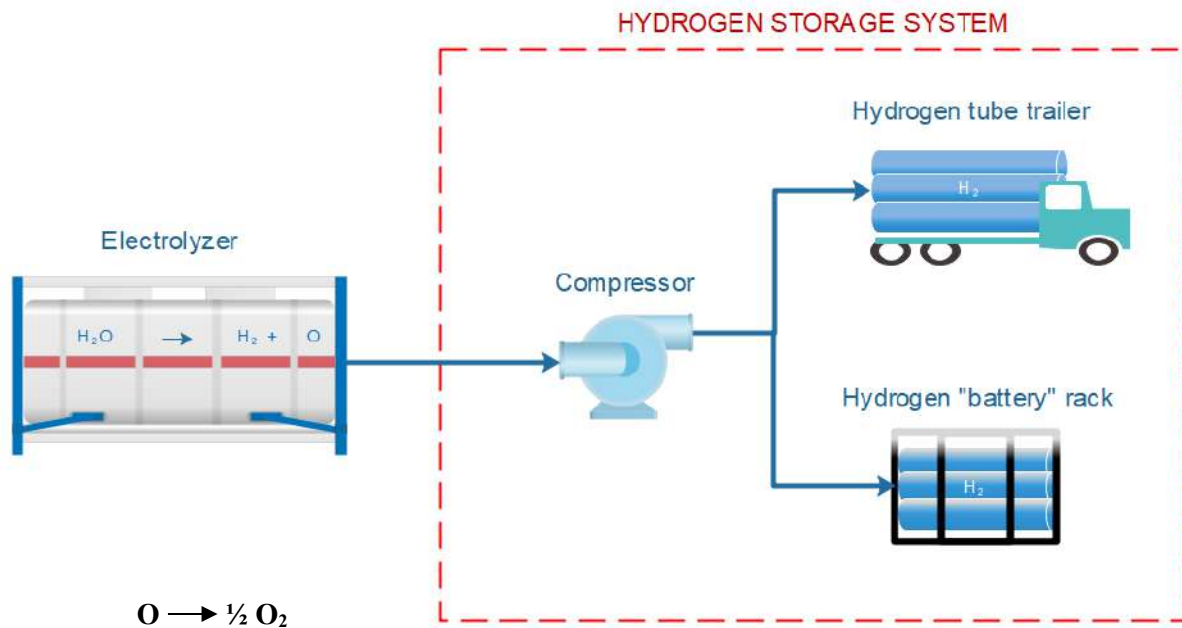 HYDROGEN STORAGE SYSTEM
Hydrogen tube trailer
H₂
Electrolyzer
Compressor
H₂O → H₂ + O
Hydrogen "battery" rack
H₂
O ⟶ ½ O₂